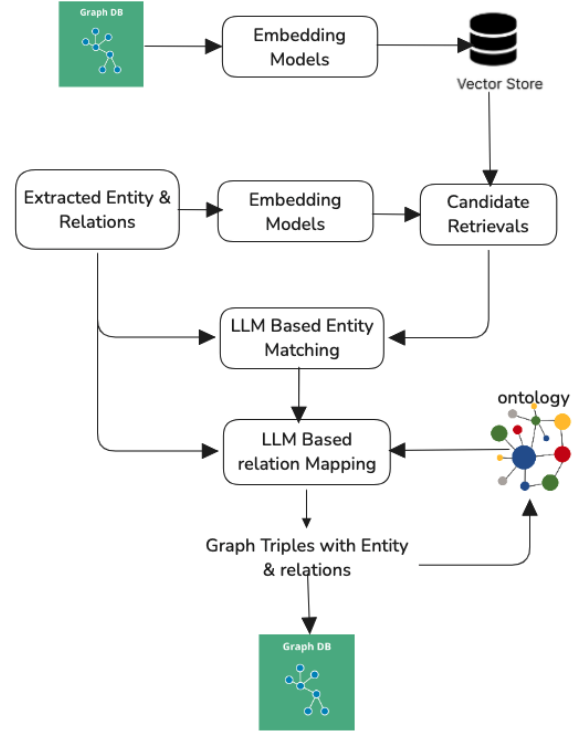 Graph DB
Embedding
Models
Vector Store
Extracted Entity &
Relations
Embedding
Models
Candidate
Retrievals
LLM Based Entity
Matching
ontology
LLM Based
relation Mapping
Graph Triples with Entity
& relations
Graph DB